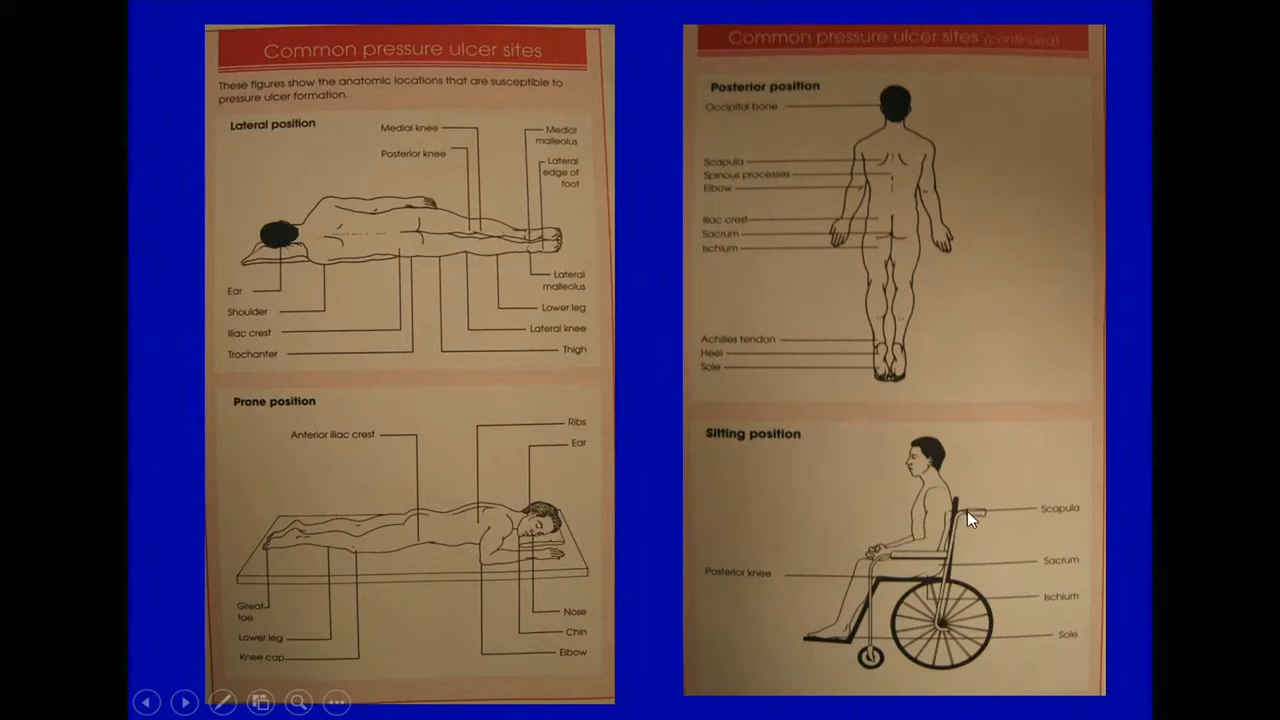 Common pressure ulcer sites
These figures show the anatomic locations that are susceptible to
pressure ulcer formation.
Lateral position
Medial knee
Posterior knee
Medial
malleolus
Lateral
edge of
foot
Ear
Shoulder
Iliac crest
Trochanter
Lateral
malleolus
Lower leg
Lateral knee
Thigh
Prone position
Anterior iliac crest
Ribs
Ear
Great
toe
Lower leg
Knee cap
Nose
Chin
Elbow
Common pressure ulcer sites (continued)
Posterior position
Occipital bone
Scapula
Spinous processes
Elbow
Iliac crest
Sacrum
Ischium
Achilles tendon
Heel
Sole
Sitting position
Scapula
Sacrum
Posterior knee
Ischium
Sole